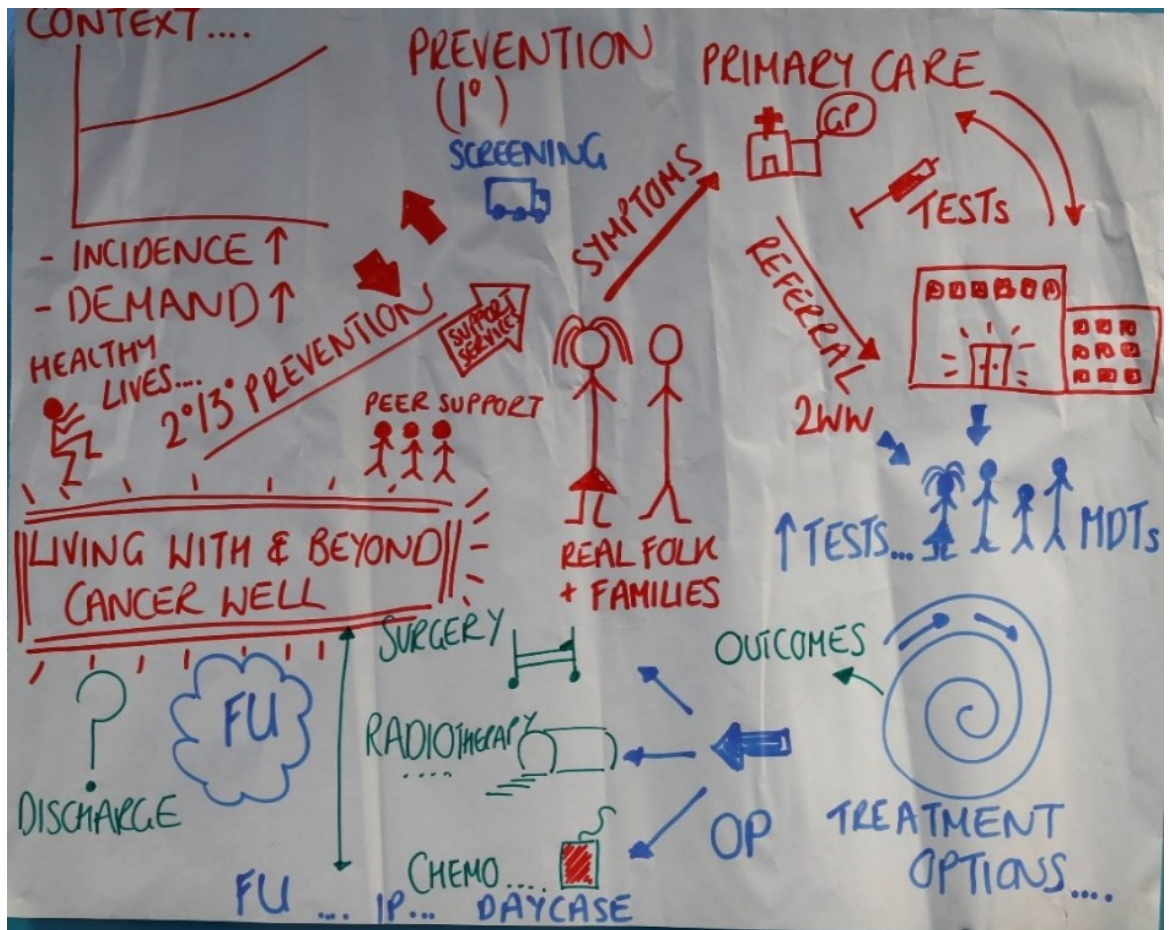 CONTEXT....
- INCIDENCE ↑
- DEMAND ↑
PREVENTION
(1°)
SCREENING
PRIMARY CARE
GP
SYMPTOMS
TESTS
REFERRAL
2WW
HEALTHY
LIVES....
2°/3° PREVENTION
SUPPORT
SERVICES
PEER SUPPORT
REAL FOLK
+ FAMILIES
↑ TESTS...
MDTs
LIVING WITH & BEYOND
CANCER WELL
SURGERY
RADIOTHERAPY
....
CHEMO....
OUTCOMES
TREATMENT
OPTIONS....
OP
FU
DISCHARGE
FU .... IP... DAYCASE